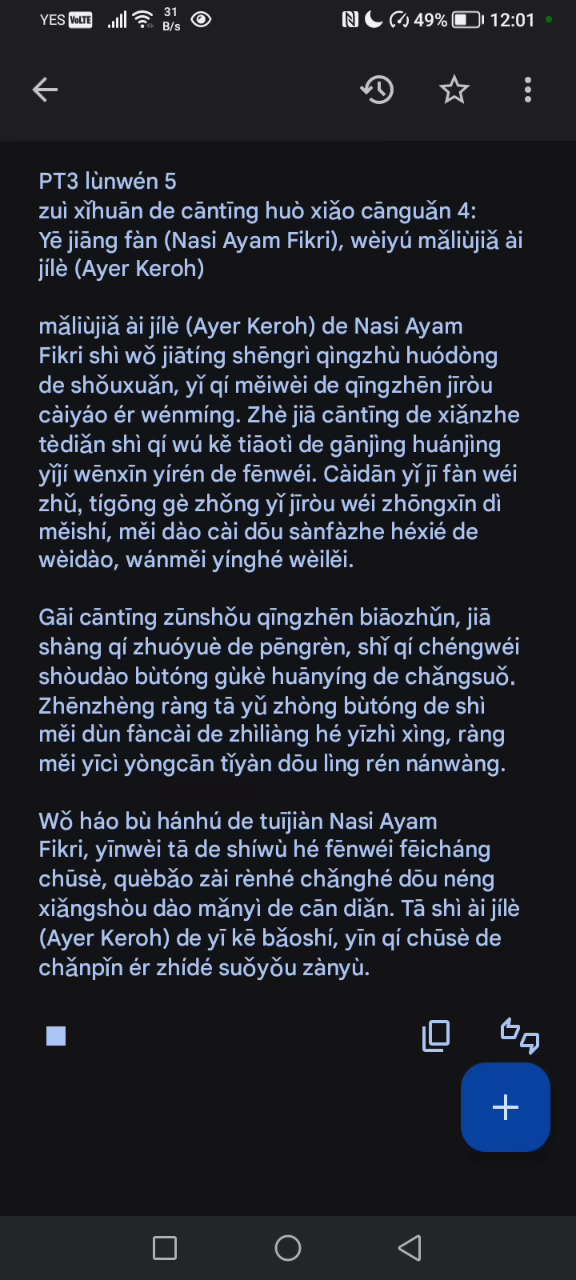 YES VoLTE 31 B/s 49% 12:01
PT3 lùnwén 5
zuì xǐhuān de cāntīng huò xiǎo cānguǎn 4:
Yē jiāng fàn (Nasi Ayam Fikri), wèiyú mǎliùjiǎ ài
jílè (Ayer Keroh)
mǎliùjiǎ ài jílè (Ayer Keroh) de Nasi Ayam
Fikri shì wǒ jiātíng shēngrì qìngzhù huódòng
de shǒuxuǎn, yǐ qí měiwèi de qīngzhēn jīròu
càiyáo ér wénmíng. Zhè jiā cāntīng de xiǎnzhe
tèdiǎn shì qí wú kě tiāotì de gānjìng huánjìng
yǐjí wēnxīn yírén de fēnwéi. Càidān yǐ jī fàn wéi
zhǔ, tígōng gè zhǒng yǐ jīròu wéi zhōngxīn dì
měishí, měi dào cài dōu sànfàzhe héxié de
wèidào, wánměi yínghé wèilěi.
Gāi cāntīng zūnshǒu qīngzhēn biāozhǔn, jiā
shàng qí zhuóyuè de pēngrèn, shǐ qí chéngwéi
shòudào bùtóng gùkè huānyíng de chǎngsuǒ.
Zhēnzhèng ràng tā yǔ zhòng bùtóng de shì
měi dùn fàncài de zhìliàng hé yīzhì xìng, ràng
měi yīcì yòngcān tǐyàn dōu lìng rén nánwàng.
Wǒ háo bù hánhú de tuījiàn Nasi Ayam
Fikri, yīnwèi tā de shíwù hé fēnwéi fēicháng
chūsè, quèbǎo zài rènhé chǎnghé dōu néng
xiǎngshòu dào mǎnyì de cān diǎn. Tā shì ài jílè
(Ayer Keroh) de yī kē bǎoshí, yīn qí chūsè de
chǎnpǐn ér zhídé suǒyǒu zànyù.